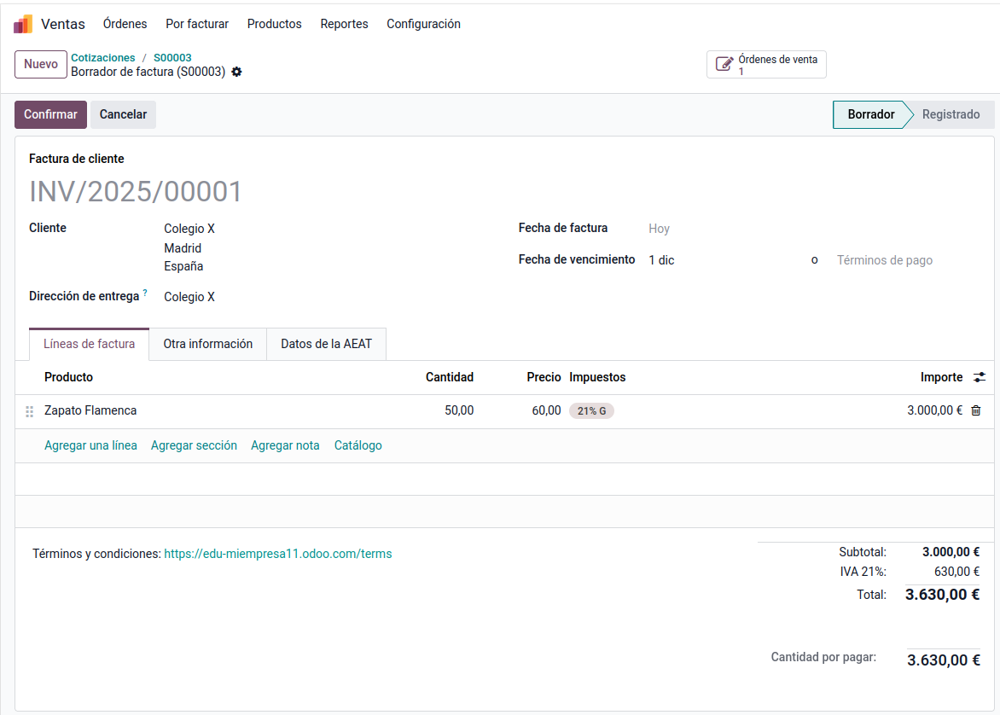 Ventas Órdenes Por facturar Productos Reportes Configuración
Nuevo
Cotizaciones / S00003
Borrador de factura (S00003)
Órdenes de venta
1
Confirmar Cancelar
Borrador Registrado
Factura de cliente
INV/2025/00001
Cliente Colegio X
Madrid
España
Dirección de entrega ? Colegio X
Fecha de factura Hoy
Fecha de vencimiento 1 dic o Términos de pago
Líneas de factura Otra información Datos de la AEAT
Producto Cantidad Precio Impuestos Importe
Zapato Flamenca 50,00 60,00 21% G 3.000,00 €
Agregar una línea Agregar sección Agregar nota Catálogo
Términos y condiciones: https://edu-miempresa11.odoo.com/terms
Subtotal: 3.000,00 €
IVA 21%: 630,00 €
Total: 3.630,00 €
Cantidad por pagar: 3.630,00 €